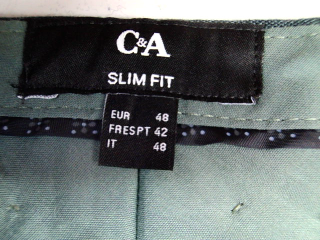 C&A
SLIM FIT
EUR 48
FRESPT 42
IT 48